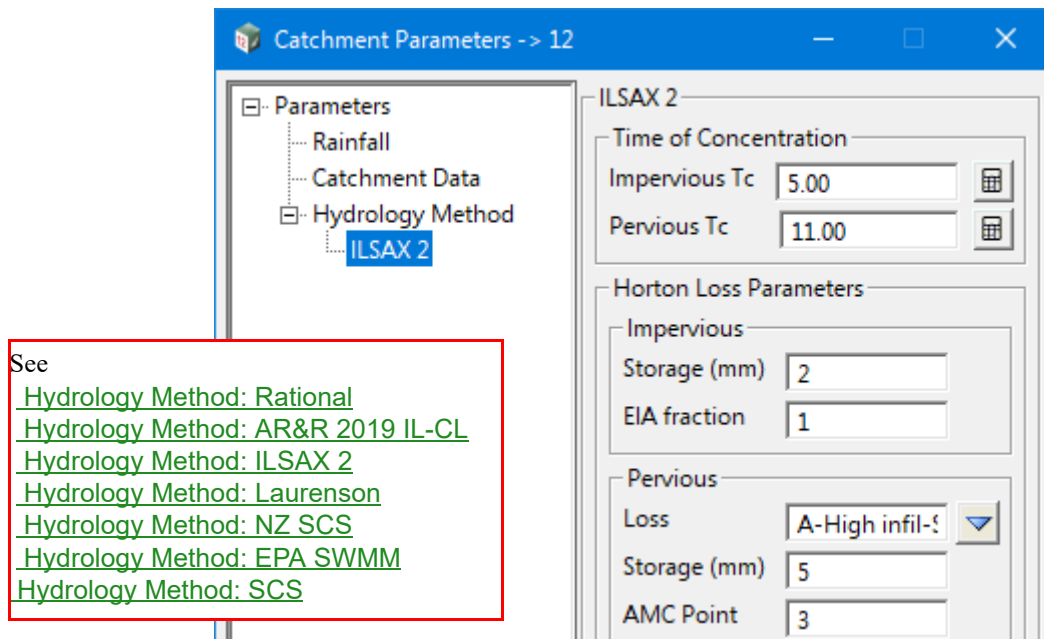 Catchment Parameters -> 12
Parameters
Rainfall
Catchment Data
Hydrology Method
ILSAX 2
See
Hydrology Method: Rational
Hydrology Method: AR&R 2019 IL-CL
Hydrology Method: ILSAX 2
Hydrology Method: Laurenson
Hydrology Method: NZ SCS
Hydrology Method: EPA SWMM
Hydrology Method: SCS
ILSAX 2
Time of Concentration
Impervious Tc 5.00
Pervious Tc 11.00
Horton Loss Parameters
Impervious
Storage (mm) 2
EIA fraction 1
Pervious
Loss A-High infil-S
Storage (mm) 5
AMC Point 3